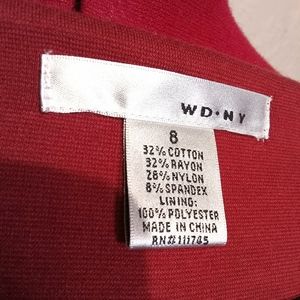 WD·NY
8
32% COTTON
32% RAYON
28% NYLON
8% SPANDEX
LINING:
100% POLYESTER
MADE IN CHINA
RN# 111785